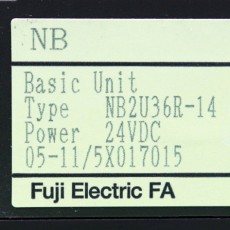 NB
Basic Unit
Type NB2U36R-14
Power 24VDC
05-11/5X017015
Fuji Electric FA